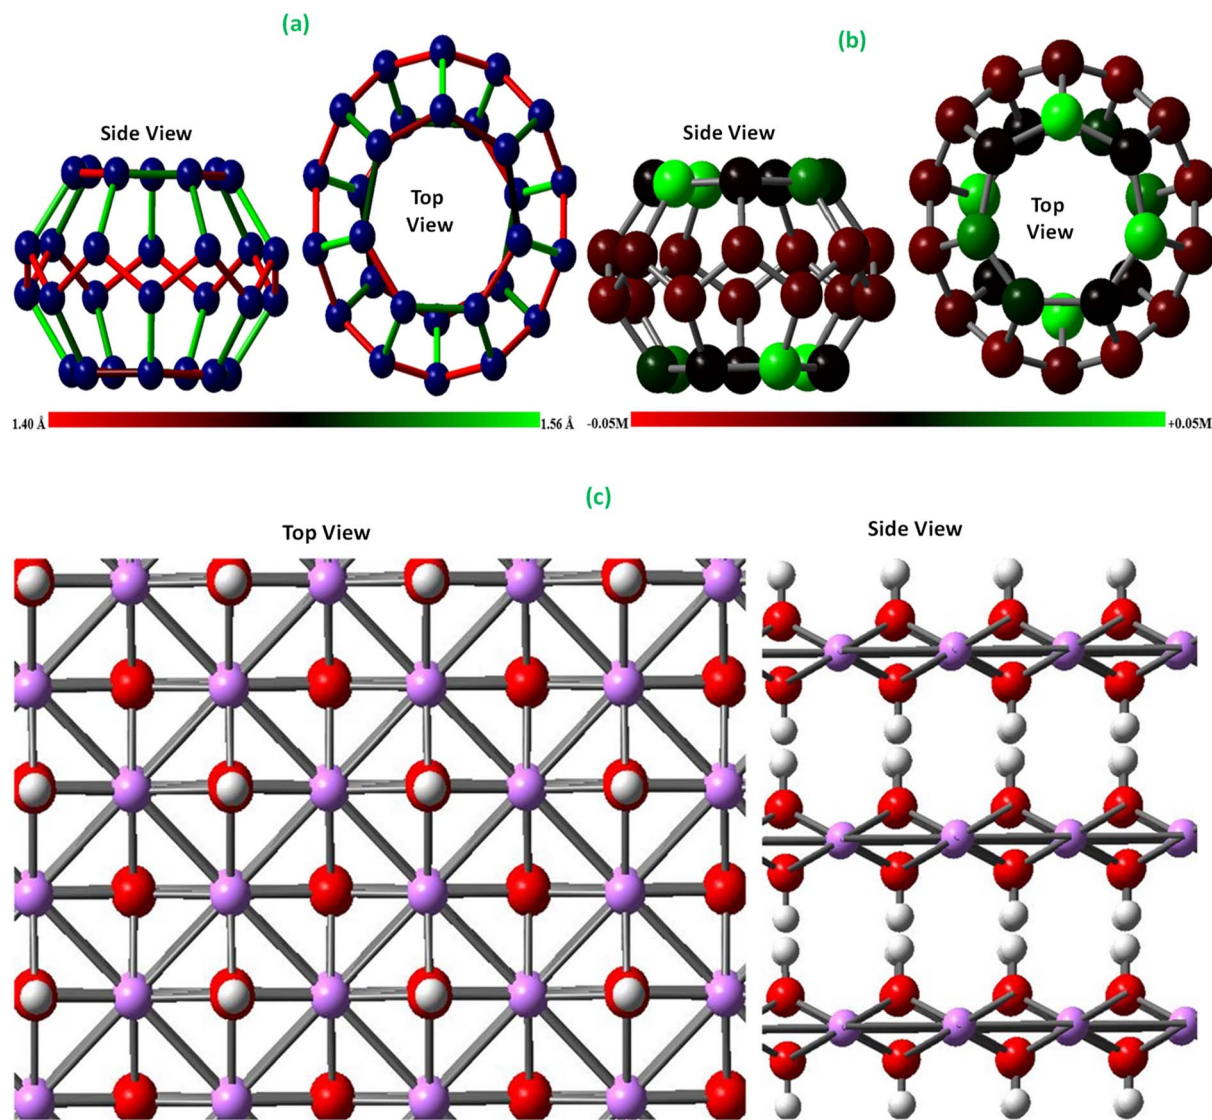 (a)
Side View
Top
View
1.40 Å
1.56 Å
(b)
Side View
Top
View
-0.05M
+0.05M
(c)
Top View
Side View